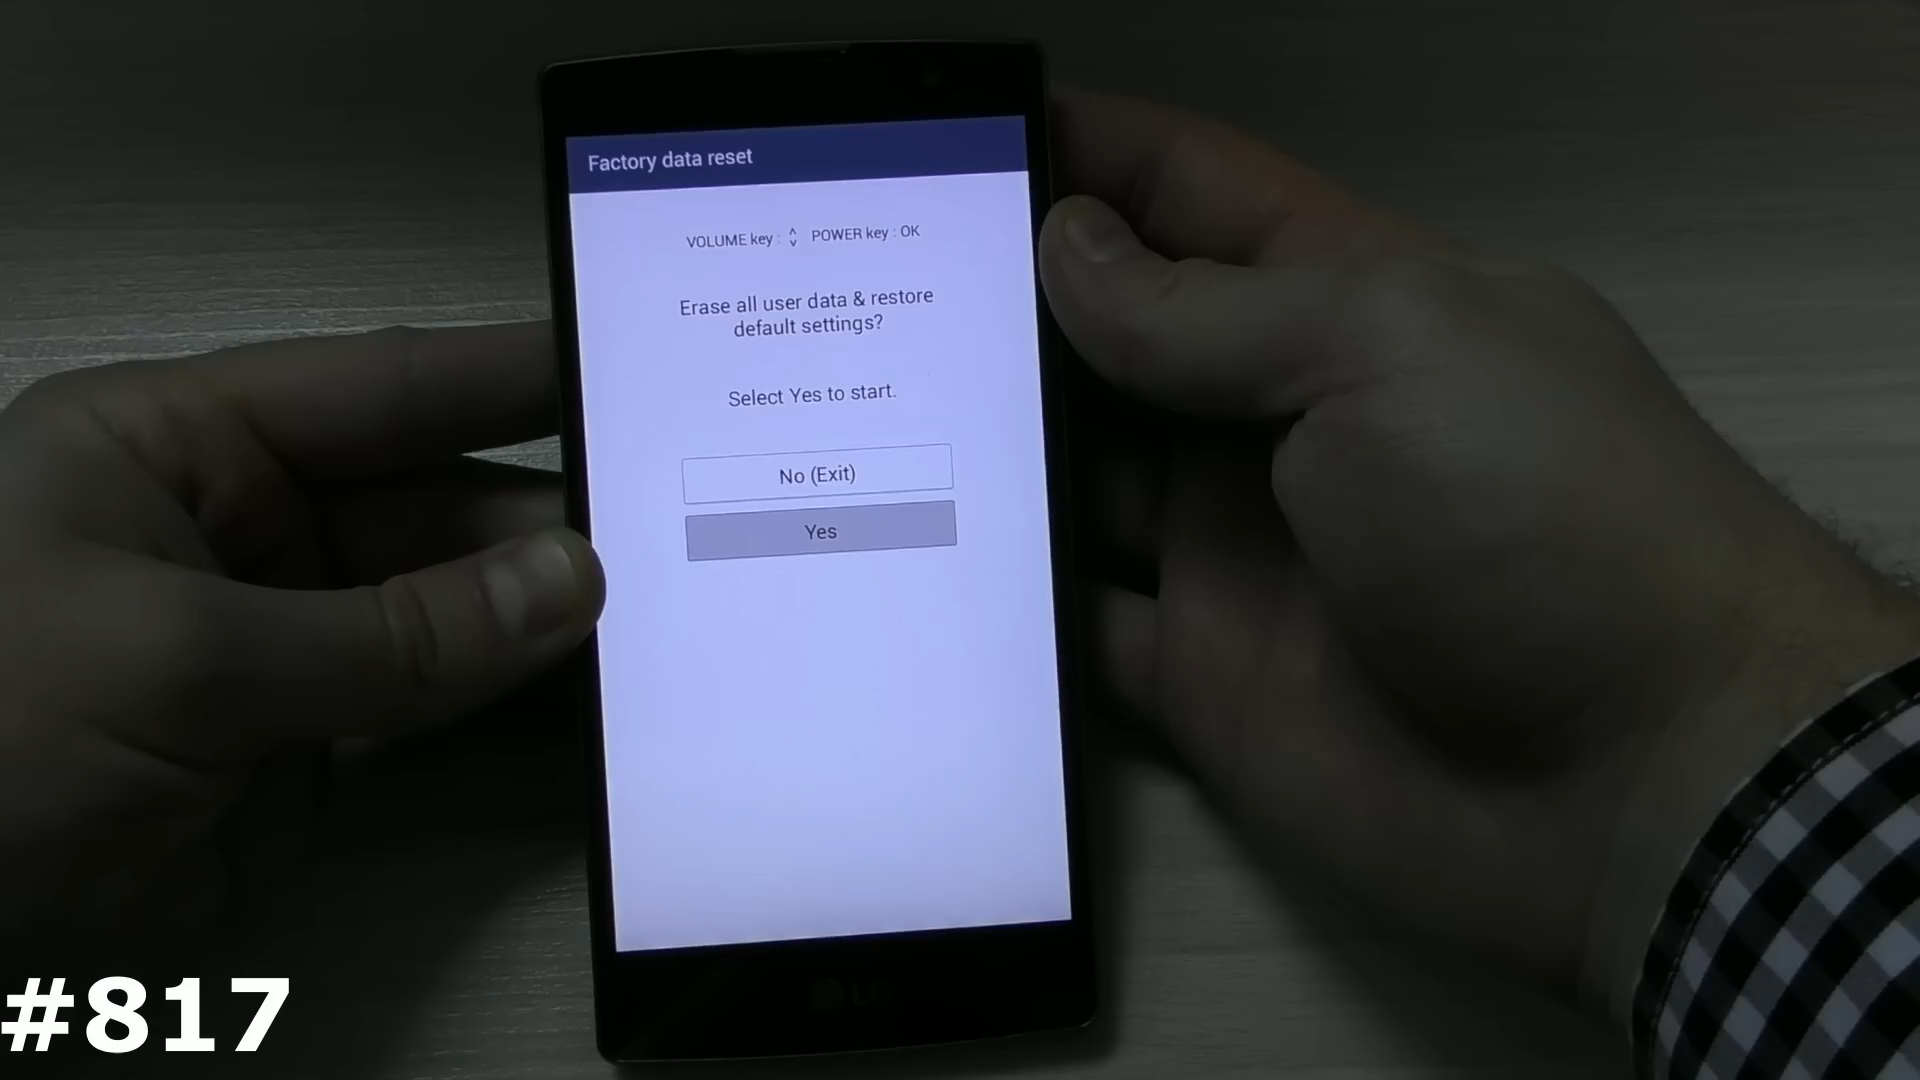 Factory data reset
VOLUME key : POWER key : OK
Erase all user data & restore
default settings?
Select Yes to start.
No (Exit)
Yes
LG
#817